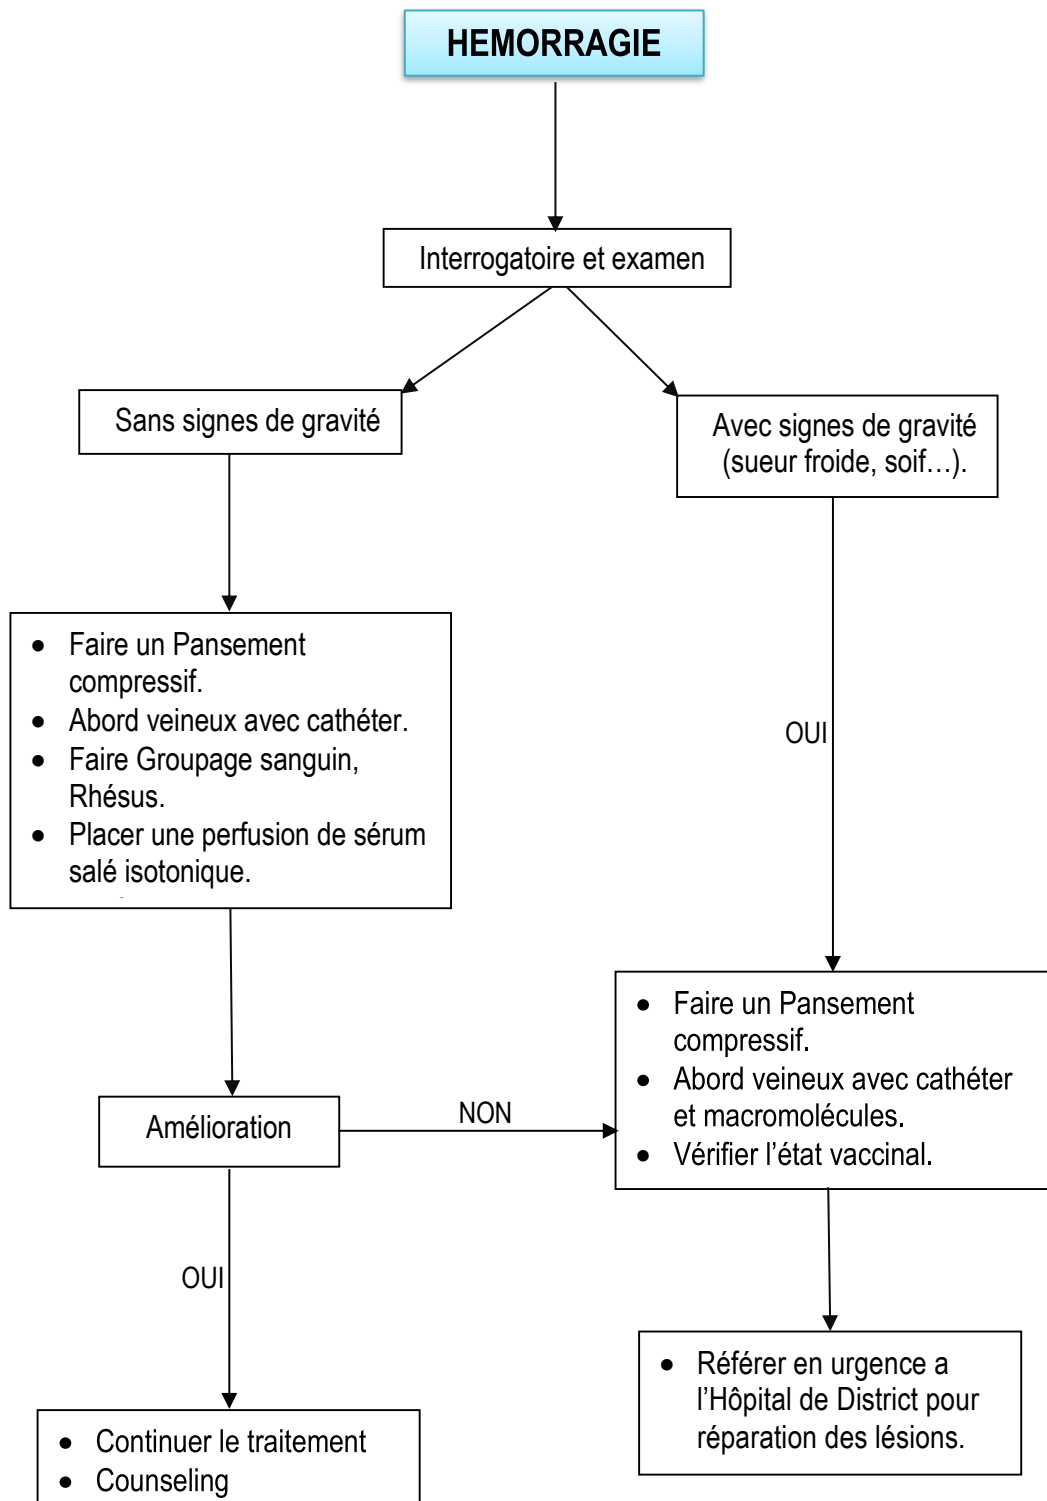 HEMORRAGIE
Interrogatoire et examen
Sans signes de gravité
Avec signes de gravité
(sueur froide, soif…).
• Faire un Pansement
compressif.
• Abord veineux avec cathéter.
• Faire Groupage sanguin,
Rhésus.
• Placer une perfusion de sérum
salé isotonique.
OUI
• Faire un Pansement
compressif.
• Abord veineux avec cathéter
et macromolécules.
• Vérifier l’état vaccinal.
Amélioration
NON
OUI
• Référer en urgence a
l’Hôpital de District pour
réparation des lésions.
• Continuer le traitement
• Counseling